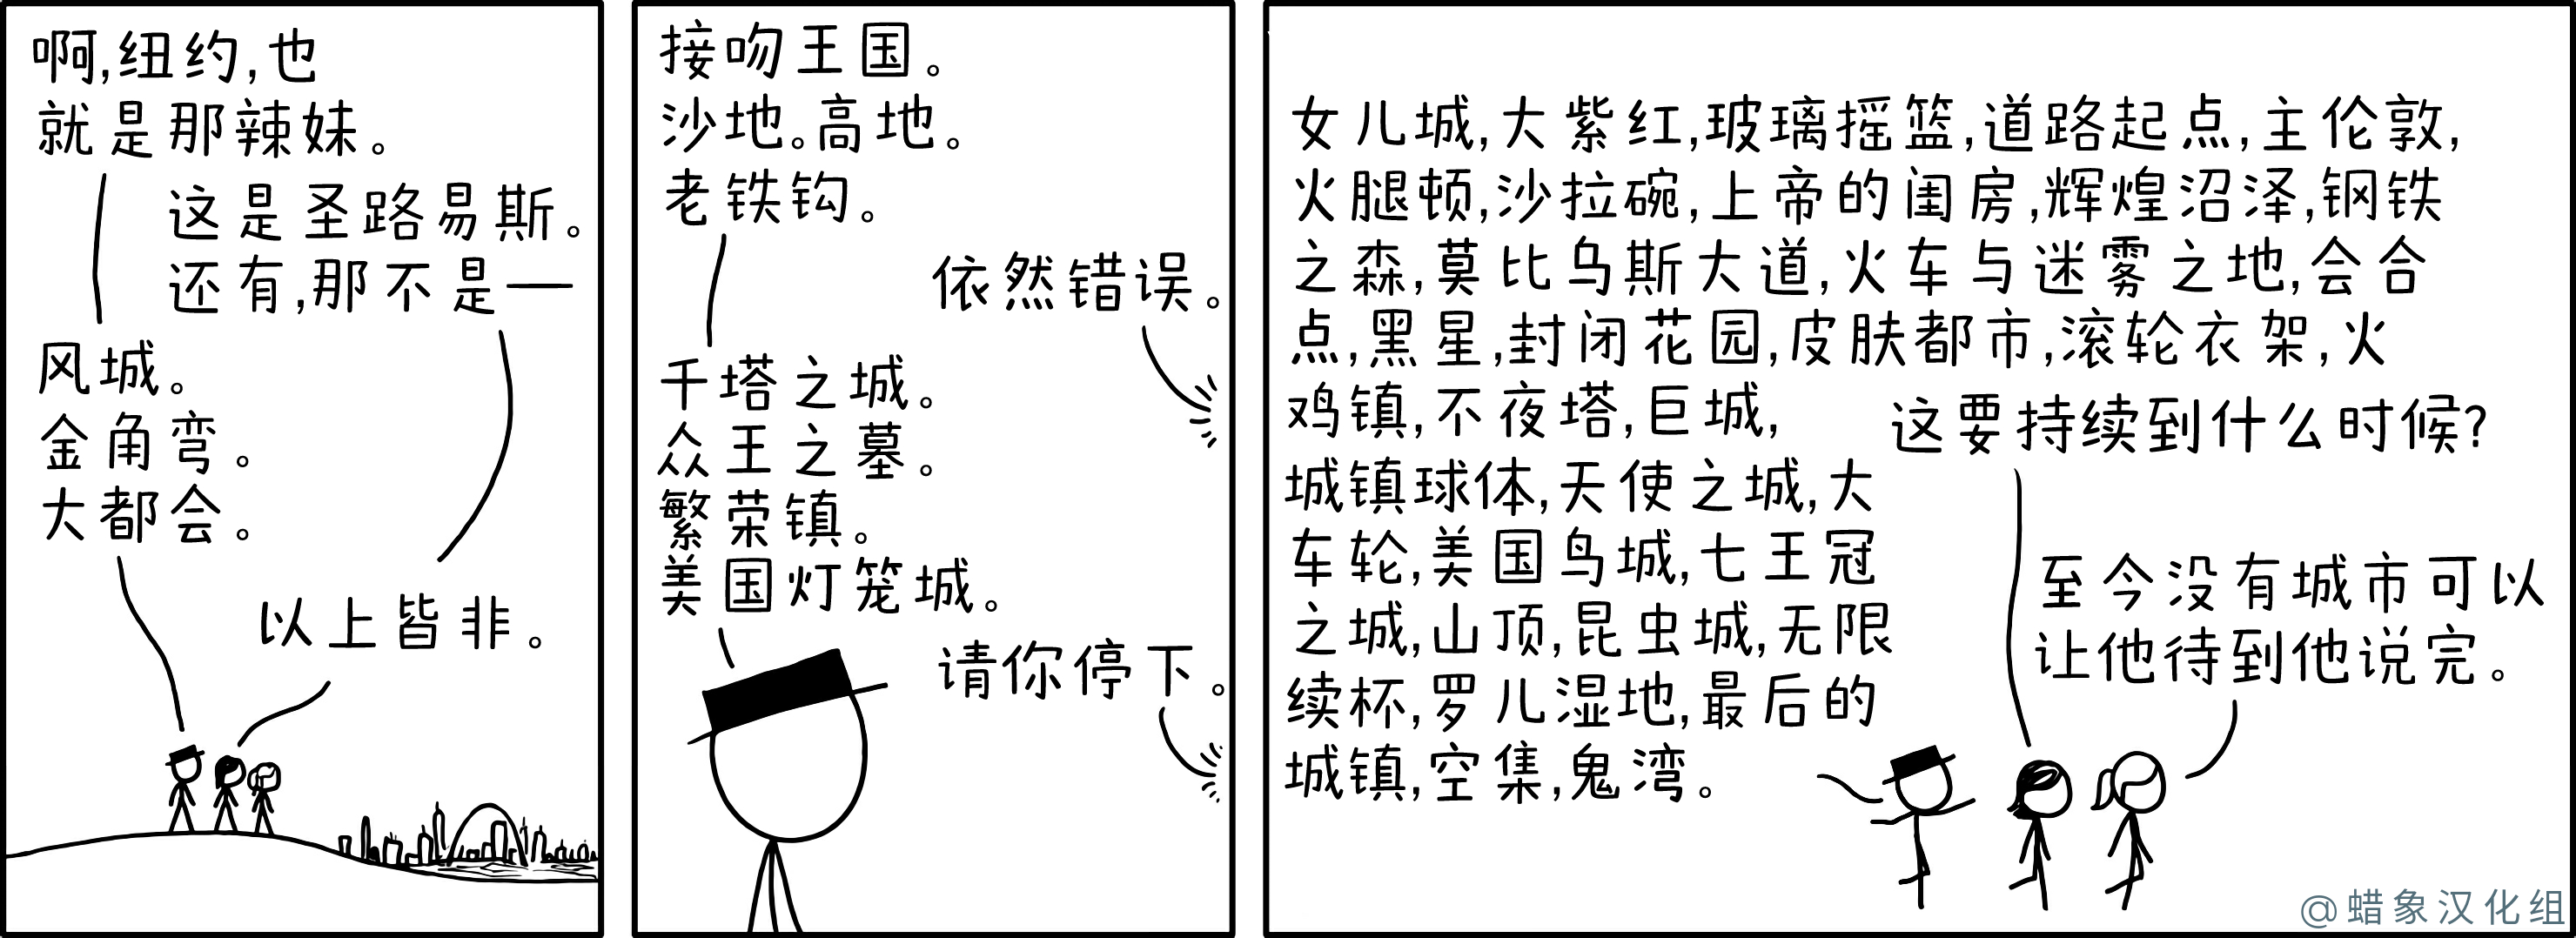 啊,纽约,也
就是那辣妹。
这是圣路易斯。
还有,那不是—
风城。
金角弯。
大都会。
以上皆非。
接吻王国。
沙地。高地。
老铁钩。
依然错误。
千塔之城。
众王之墓。
繁荣镇。
美国灯笼城。
请你停下。
女儿城,大紫红,玻璃摇篮,道路起点,主伦敦,
火腿顿,沙拉碗,上帝的闺房,辉煌沼泽,钢铁
之森,莫比乌斯大道,火车与迷雾之地,会合
点,黑星,封闭花园,皮肤都市,滚轮衣架,火
鸡镇,不夜塔,巨城,
城镇球体,天使之城,大
车轮,美国鸟城,七王冠
之城,山顶,昆虫城,无限
续杯,罗儿湿地,最后的
城镇,空集,鬼湾。
这要持续到什么时候?
至今没有城市可以
让他待到他说完。
@蜡象汉化组